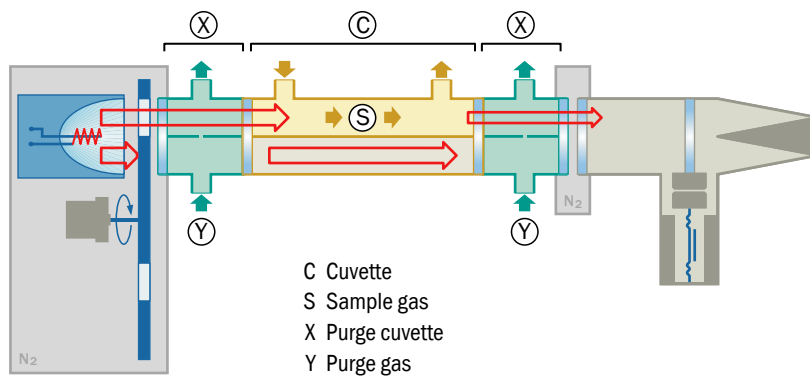 X C X
S
Y Y
N₂
C Cuvette
S Sample gas
X Purge cuvette
Y Purge gas
N₂